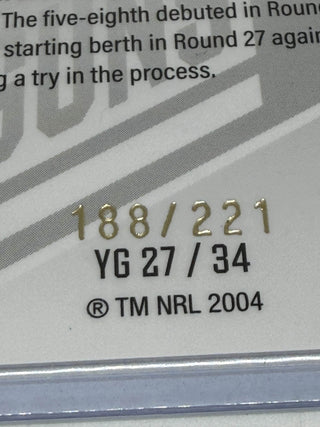 The five-eighth debuted in Roun
starting berth in Round 27 again
g a try in the process.
188/221
YG 27 / 34
® TM NRL 2004